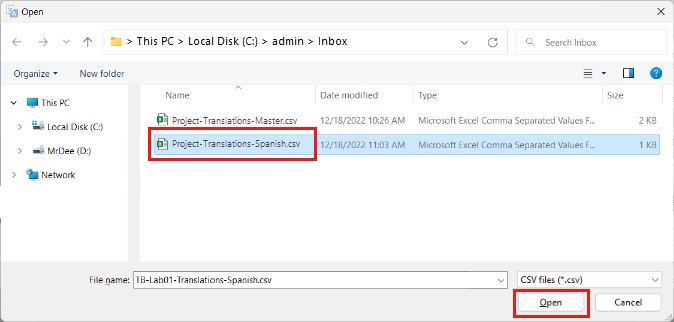 Open
> This PC > Local Disk (C:) > admin > Inbox
Search Inbox
Organize
New folder
?
This PC
Local Disk (C:)
MrDee (D:)
Network
Name Date modified Type Size
Project-Translations-Master.csv 12/18/2022 10:26 AM Microsoft Excel Comma Separated Values F... 2 KB
Project-Translations-Spanish.csv 12/18/2022 11:03 AM Microsoft Excel Comma Separated Values F... 1 KB
File name: TB-Lab01-Translations-Spanish.csv CSV files (*.csv)
Open Cancel